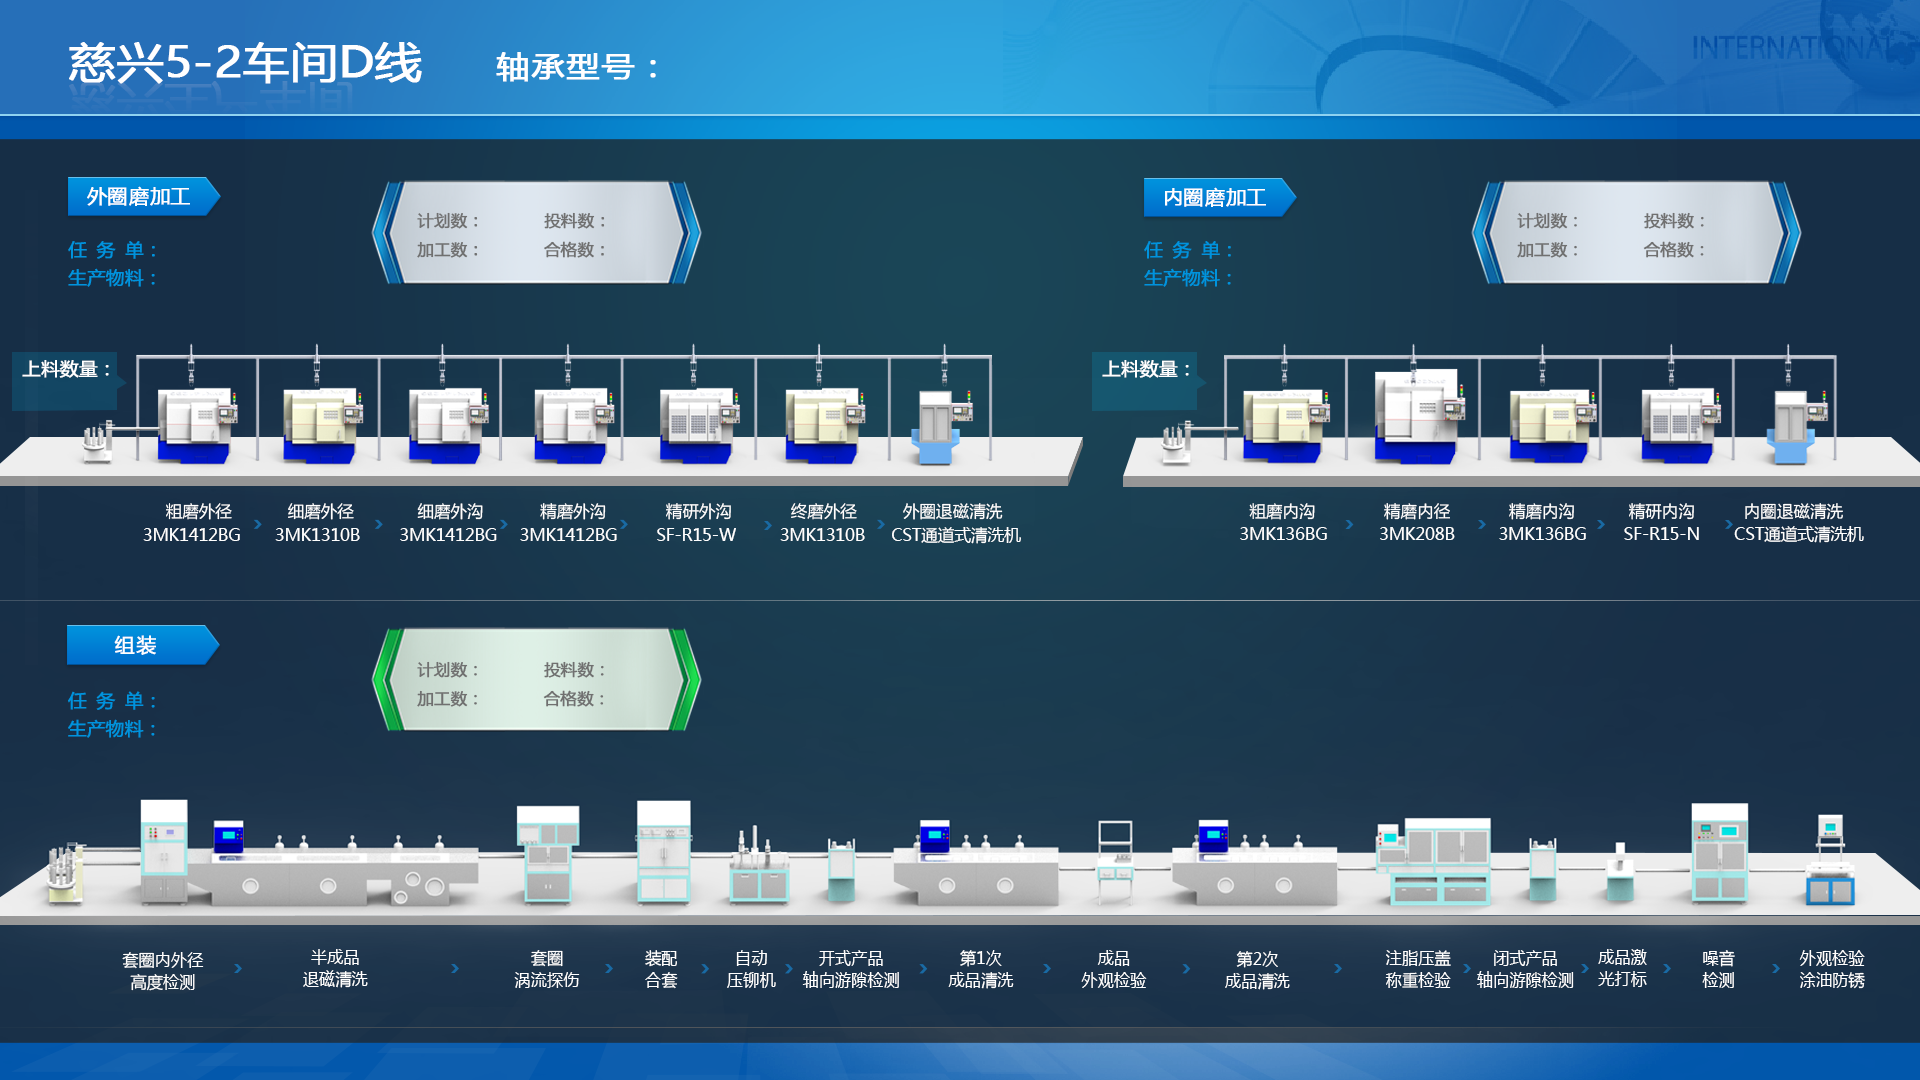 慈兴5-2车间D线
轴承型号：
INTERNATIONAL
外圈磨加工
任 务 单：
生产物料：
计划数： 投料数：
加工数： 合格数：
内圈磨加工
任 务 单：
生产物料：
计划数： 投料数：
加工数： 合格数：
上料数量：
粗磨外径
3MK1412BG
细磨外径
3MK1310B
细磨外沟
3MK1412BG
精磨外沟
3MK1412BG
精研外沟
SF-R15-W
终磨外径
3MK1310B
外圈退磁清洗
CST通道式清洗机
上料数量：
粗磨内沟
3MK136BG
精磨内径
3MK208B
精磨内沟
3MK136BG
精研内沟
SF-R15-N
内圈退磁清洗
CST通道式清洗机
组装
任 务 单：
生产物料：
计划数： 投料数：
加工数： 合格数：
套圈内外径
高度检测
半成品
退磁清洗
套圈
涡流探伤
装配
合套
自动
压铆机
开式产品
轴向游隙检测
第1次
成品清洗
成品
外观检验
第2次
成品清洗
注脂压盖
称重检验
闭式产品
轴向游隙检测
成品激
光打标
噪音
检测
外观检验
涂油防锈